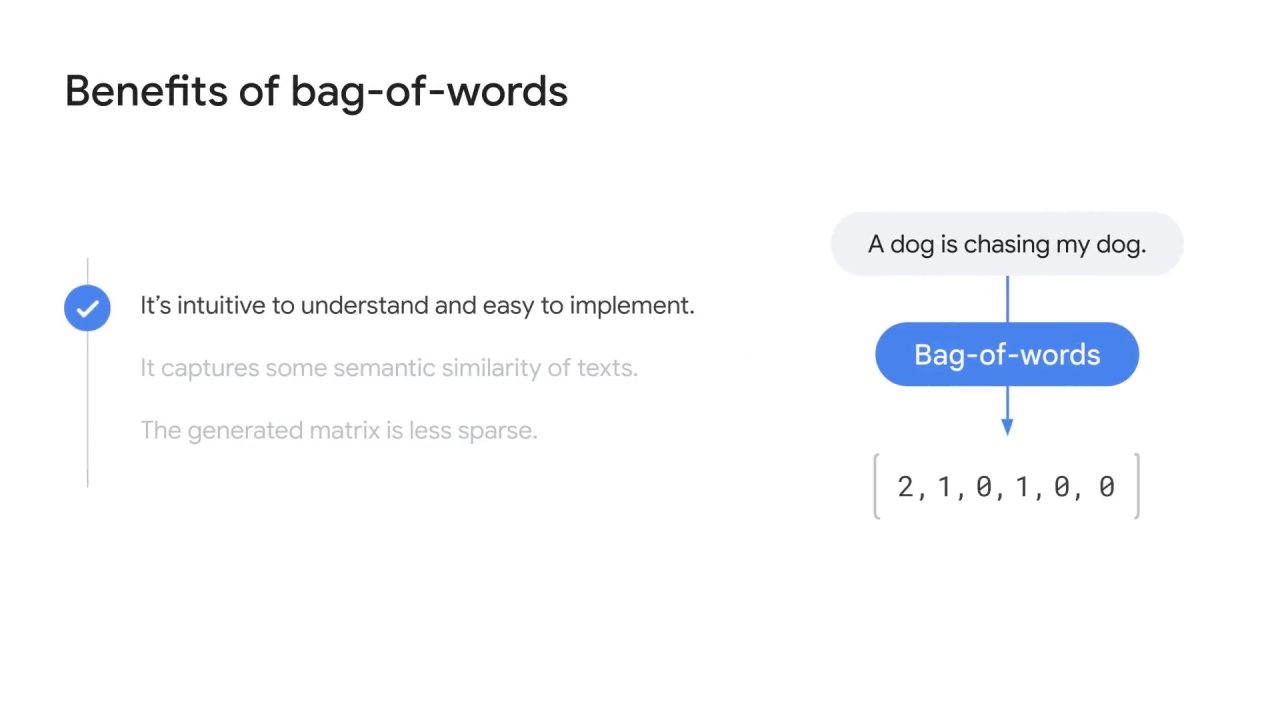 Benefits of bag-of-words
It's intuitive to understand and easy to implement.
It captures some semantic similarity of texts.
The generated matrix is less sparse.
A dog is chasing my dog.
Bag-of-words
[ 2, 1, 0, 1, 0, 0 ]